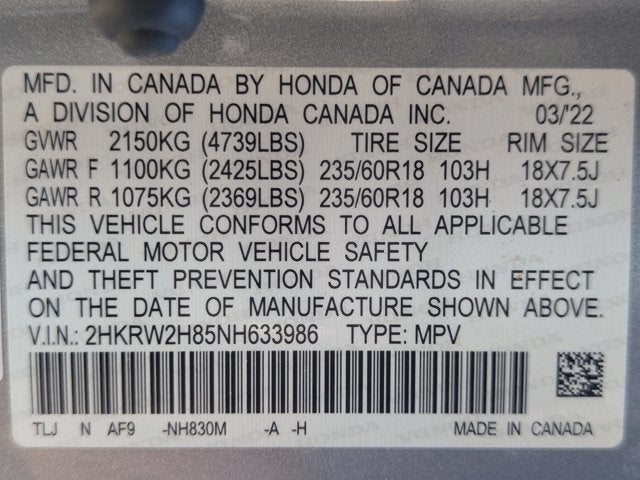 MFD. IN CANADA BY HONDA OF CANADA MFG.,
A DIVISION OF HONDA CANADA INC. 03/'22
GVWR 2150KG (4739LBS) TIRE SIZE RIM SIZE
GAWR F 1100KG (2425LBS) 235/60R18 103H 18X7.5J
GAWR R 1075KG (2369LBS) 235/60R18 103H 18X7.5J
THIS VEHICLE CONFORMS TO ALL APPLICABLE
FEDERAL MOTOR VEHICLE SAFETY
AND THEFT PREVENTION STANDARDS IN EFFECT
ON THE DATE OF MANUFACTURE SHOWN ABOVE.
V.I.N.: 2HKRW2H85NH633986 TYPE: MPV
TLJ N AF9 -NH830M -A -H MADE IN CANADA